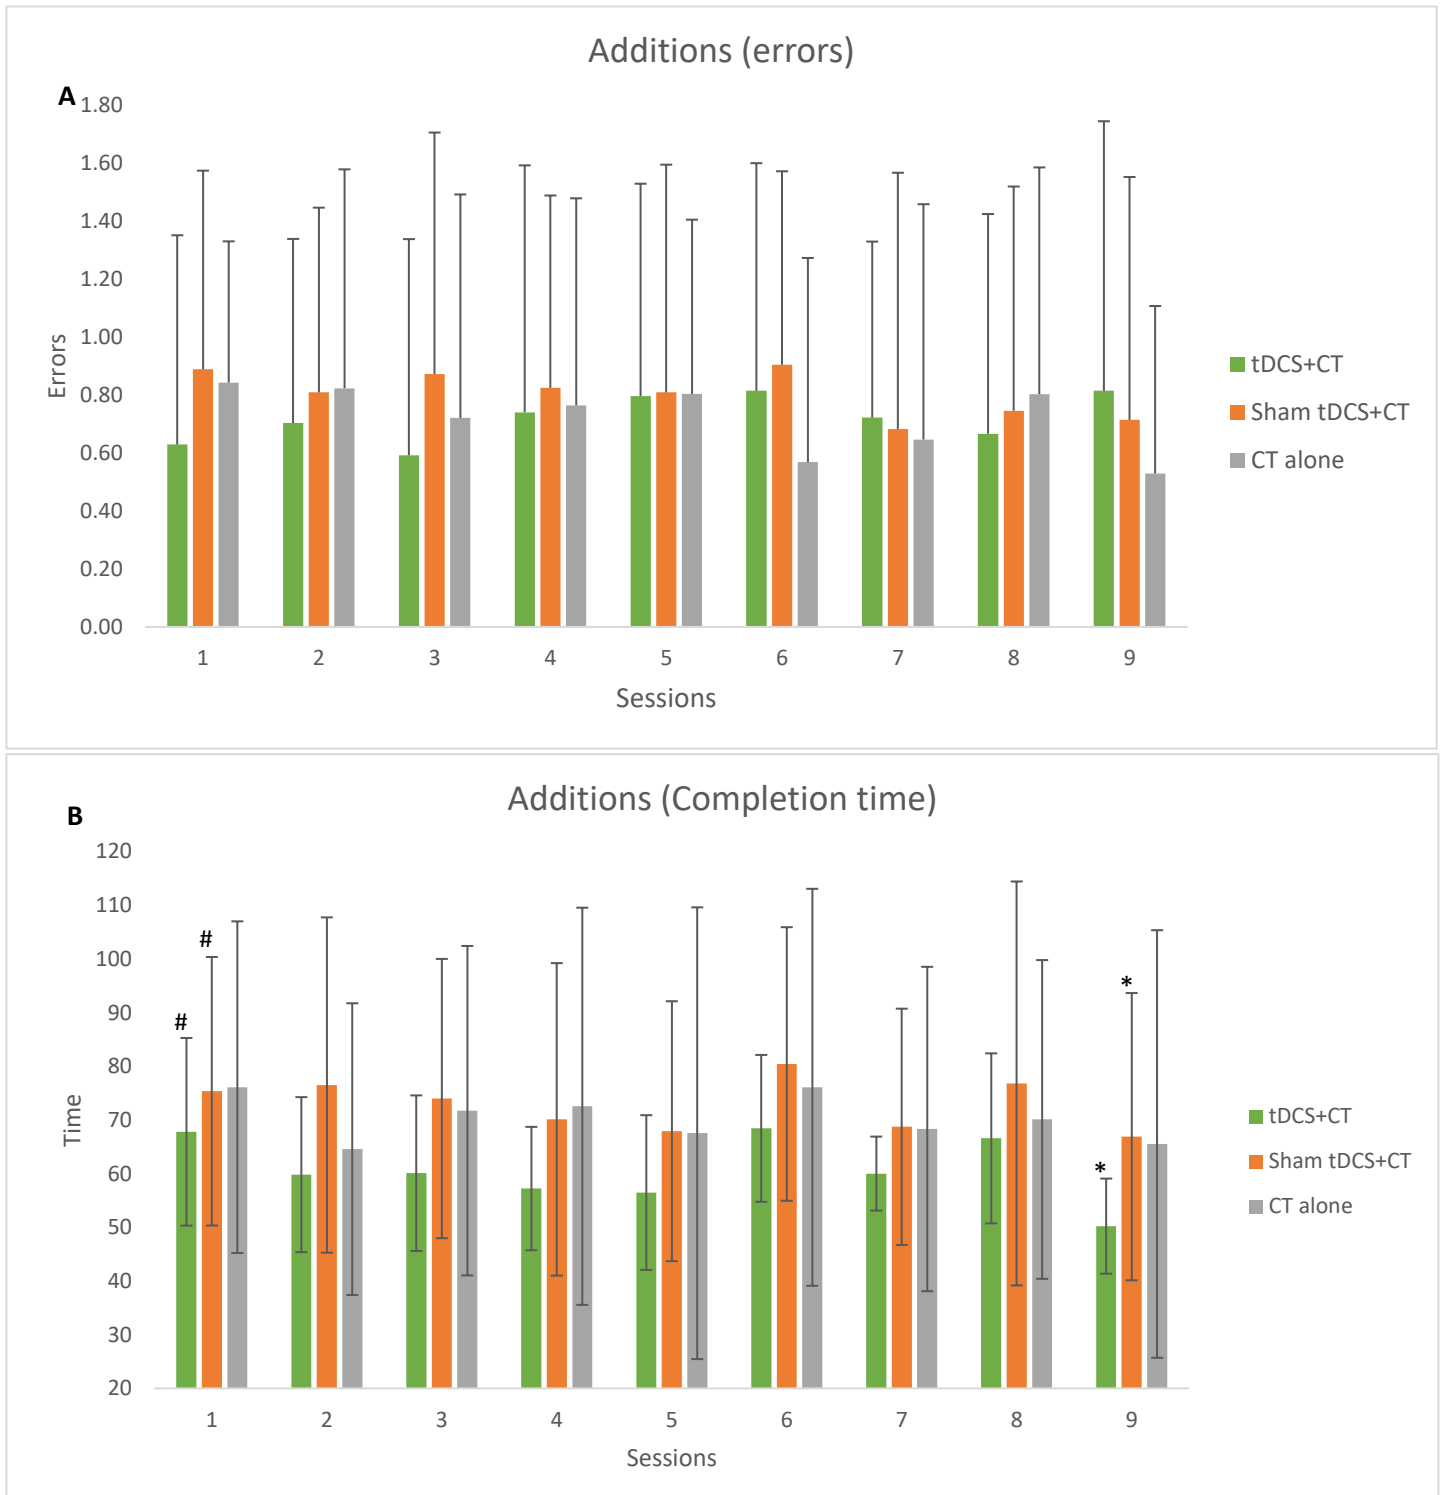 Additions (errors)
A
1.80
1.60
1.40
1.20
1.00
0.80
0.60
0.40
0.20
0.00
Errors
1 2 3 4 5 6 7 8 9
Sessions
tDCS+CT
Sham tDCS+CT
CT alone
Additions (Completion time)
B
120
110
100
90
80
70
60
50
40
30
20
Time
#
#
*
*
1 2 3 4 5 6 7 8 9
Sessions
tDCS+CT
Sham tDCS+CT
CT alone